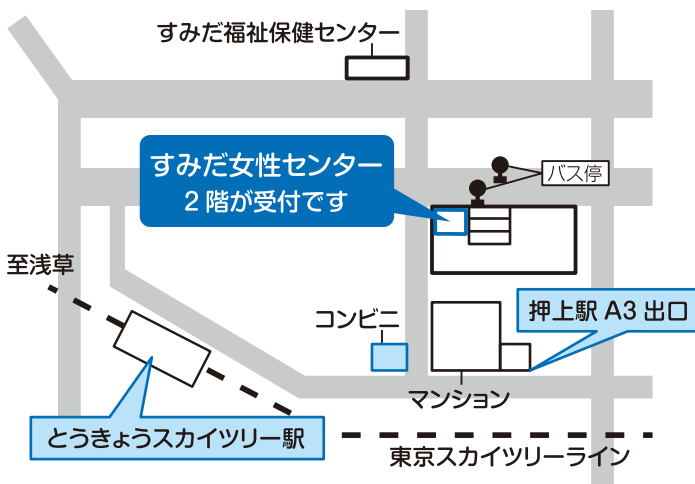 すみだ福祉保健センター
すみだ女性センター
2階が受付です
バス停
至浅草
コンビニ
押上駅 A3 出口
マンション
とうきょうスカイツリー駅
東京スカイツリーライン